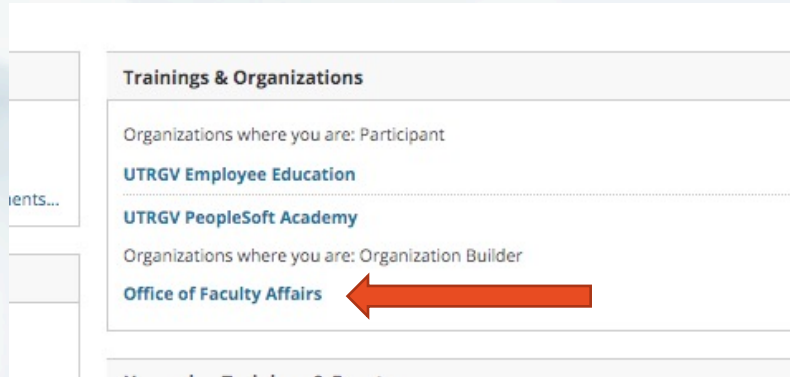 Trainings & Organizations
Organizations where you are: Participant
UTRGV Employee Education
ents...
UTRGV PeopleSoft Academy
Organizations where you are: Organization Builder
Office of Faculty Affairs